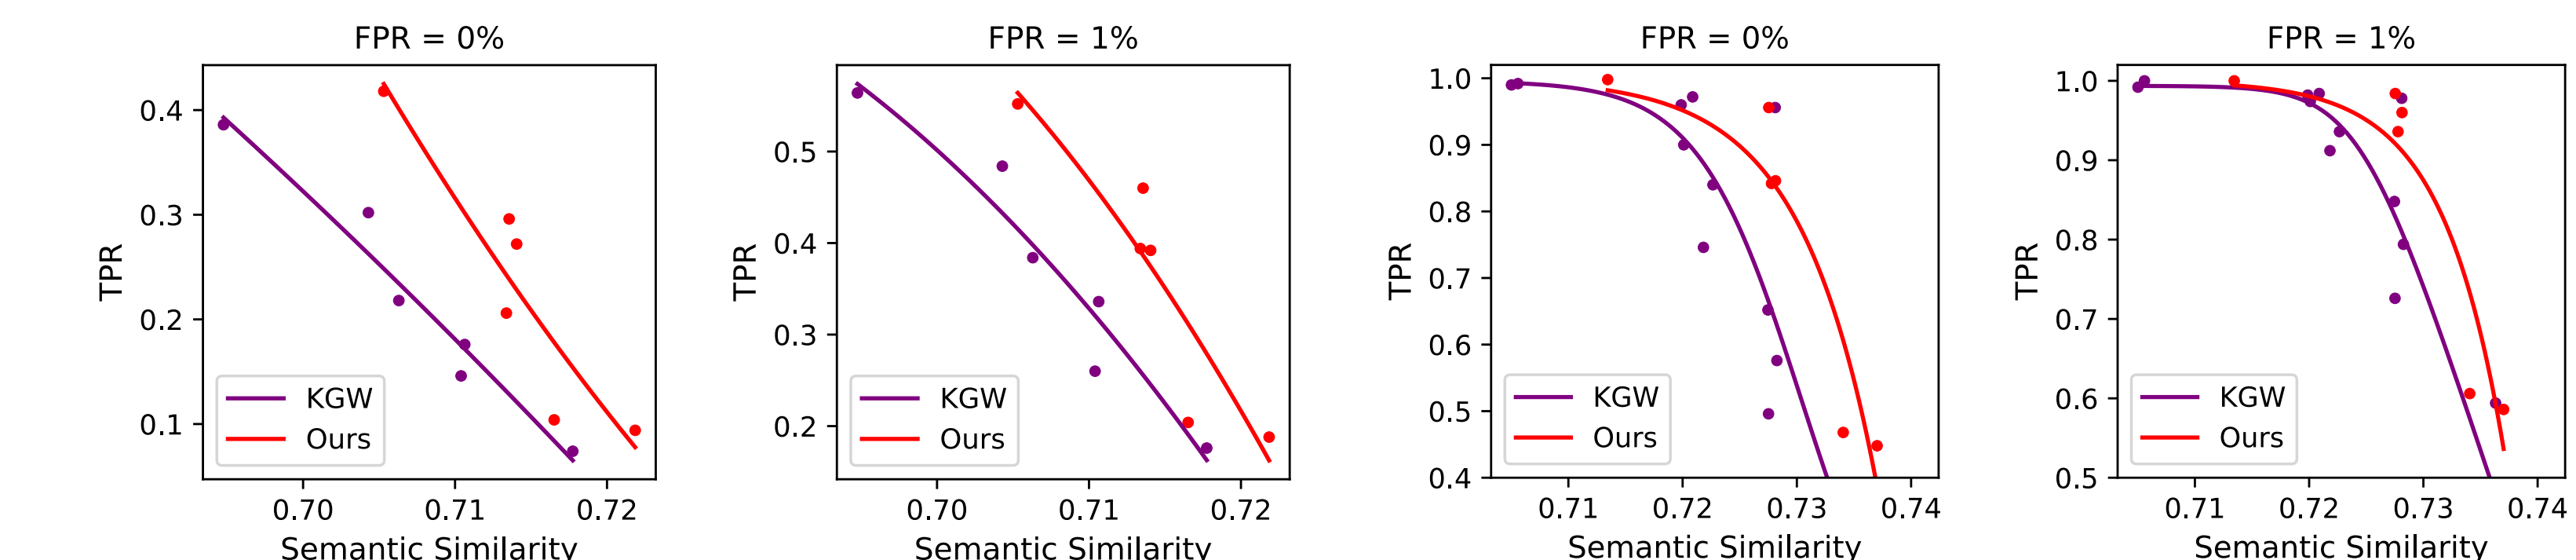 FPR = 0%
TPR
0.4
0.3
0.2
0.1
KGW
Ours
0.70 0.71 0.72
Semantic Similarity
FPR = 1%
TPR
0.5
0.4
0.3
0.2
KGW
Ours
0.70 0.71 0.72
Semantic Similarity
FPR = 0%
TPR
1.0
0.9
0.8
0.7
0.6
0.5
0.4
KGW
Ours
0.71 0.72 0.73 0.74
Semantic Similarity
FPR = 1%
TPR
1.0
0.9
0.8
0.7
0.6
0.5
KGW
Ours
0.71 0.72 0.73 0.74
Semantic Similarity